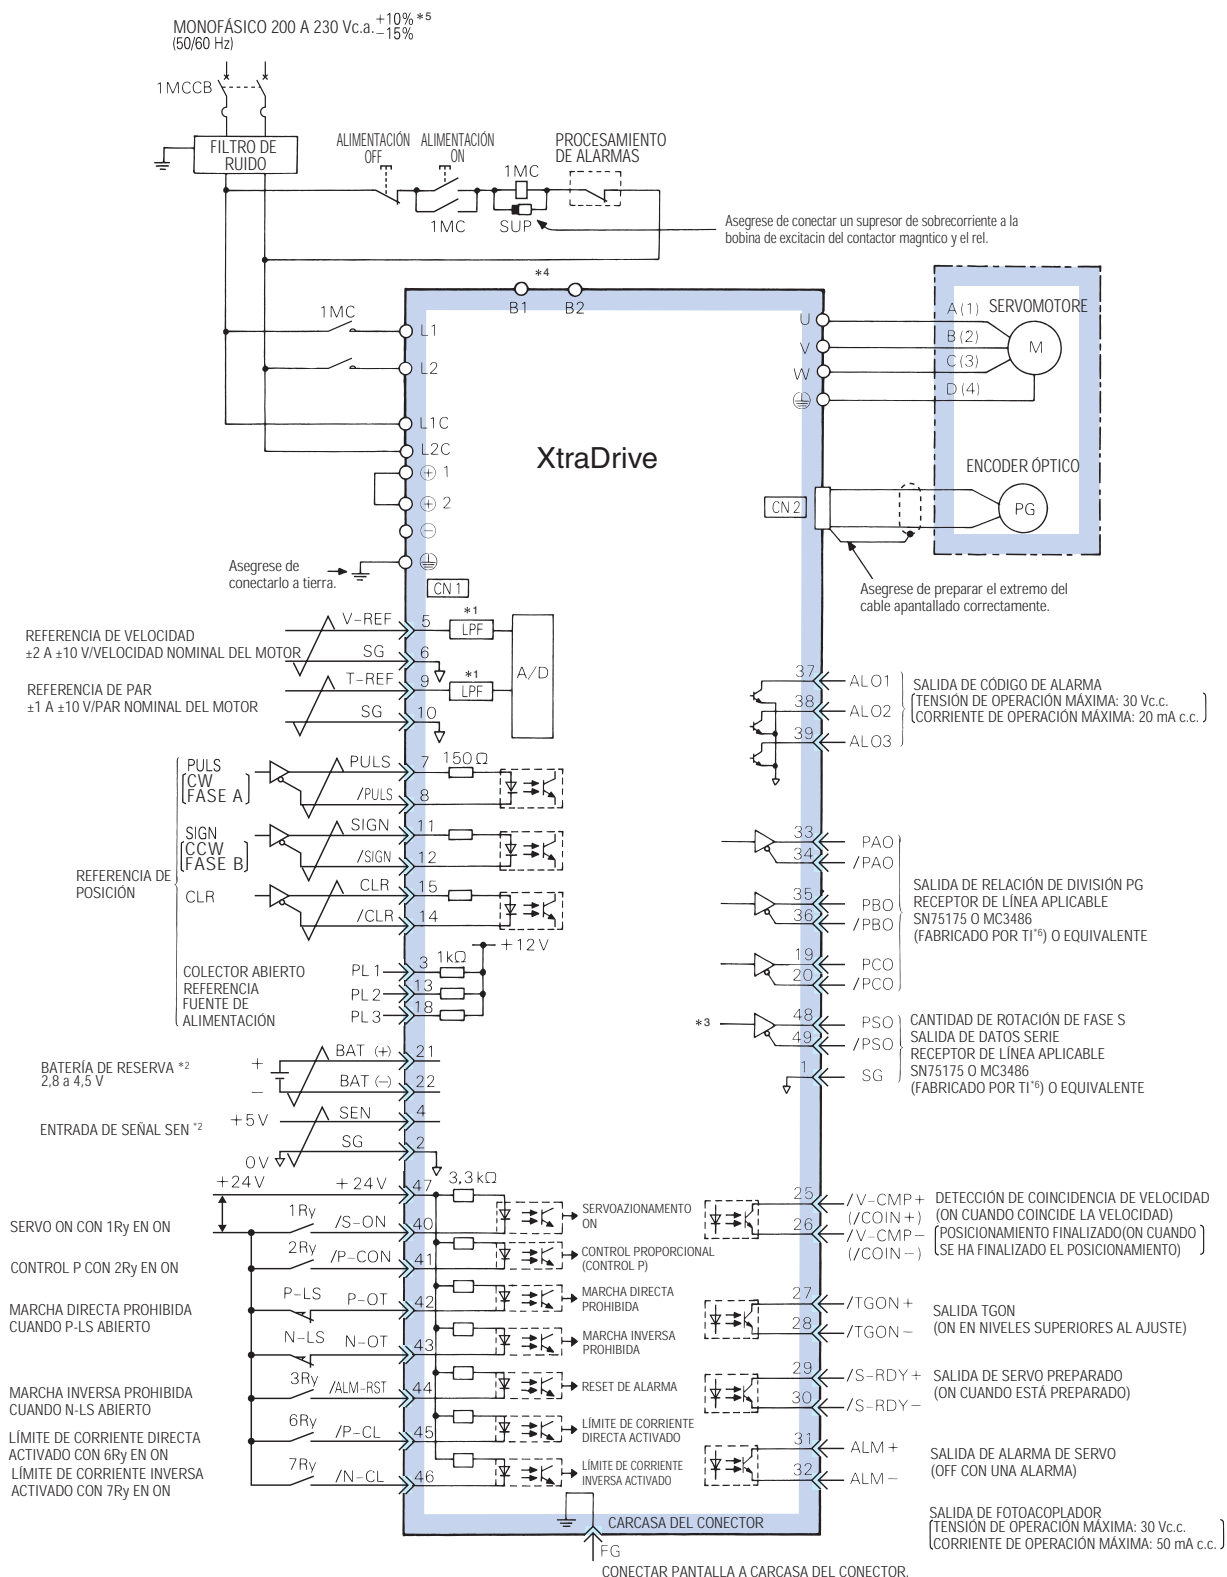 MONOFÁSICO 200 A 230 Vc.a. +10% *5
−15%
(50/60 Hz)
1MCCB
FILTRO DE
RUIDO
ALIMENTACIÓN
OFF
ALIMENTACIÓN
ON
PROCESAMIENTO
DE ALARMAS
1MC
1MC
SUP
Asegrese de conectar un supresor de sobrecorriente a la
bobina de excitacin del contactor magntico y el rel.
*4
B1
B2
1MC
L1
L2
L1C
L2C
+ 1
+ 2
−
XtraDrive
U
V
W
A (1)
B (2)
C (3)
D (4)
SERVOMOTORE
M
ENCODER ÓPTICO
PG
CN 2
Asegrese de preparar el extremo del
cable apantallado correctamente.
Asegrese de
conectarlo a tierra.
CN 1
REFERENCIA DE VELOCIDAD
±2 A ±10 V/VELOCIDAD NOMINAL DEL MOTOR
V−REF
5
*1
LPF
SG
6
REFERENCIA DE PAR
±1 A ±10 V/PAR NOMINAL DEL MOTOR
T−REF
9
*1
LPF
SG
10
A/D
REFERENCIA DE
POSICIÓN
PULS
CW
FASE A
PULS
7
150Ω
/PULS
8
SIGN
CCW
FASE B
SIGN
11
/SIGN
12
CLR
CLR
15
/CLR
14
+12V
COLECTOR ABIERTO
REFERENCIA
FUENTE DE
ALIMENTACIÓN
PL 1
3
1kΩ
PL 2
13
PL 3
18
BATERÍA DE RESERVA *2
2,8 a 4,5 V
+
−
BAT (+)
21
BAT (−)
22
ENTRADA DE SEÑAL SEN *2
+5V
SEN
4
0V
SG
2
+24V
+24V
47
3,3kΩ
SERVO ON CON 1Ry EN ON
1Ry
/S−ON
40
SERVOAZIONAMENTO
ON
CONTROL P CON 2Ry EN ON
2Ry
/P−CON
41
CONTROL PROPORCIONAL
(CONTROL P)
MARCHA DIRECTA PROHIBIDA
CUANDO P-LS ABIERTO
P−LS
P−OT
42
MARCHA DIRECTA
PROHIBIDA
N−LS
N−OT
43
MARCHA INVERSA
PROHIBIDA
MARCHA INVERSA PROHIBIDA
CUANDO N-LS ABIERTO
3Ry
/ALM−RST
44
RESET DE ALARMA
LÍMITE DE CORRIENTE DIRECTA
ACTIVADO CON 6Ry EN ON
6Ry
/P−CL
45
LÍMITE DE CORRIENTE
DIRECTA ACTIVADO
LÍMITE DE CORRIENTE INVERSA
ACTIVADO CON 7Ry EN ON
7Ry
/N−CL
46
LÍMITE DE CORRIENTE
INVERSA ACTIVADO
37
ALO1
38
ALO2
39
ALO3
SALIDA DE CÓDIGO DE ALARMA
TENSIÓN DE OPERACIÓN MÁXIMA: 30 Vc.c.
CORRIENTE DE OPERACIÓN MÁXIMA: 20 mA c.c.
33
PAO
34
/PAO
35
PBO
36
/PBO
19
PCO
20
/PCO
SALIDA DE RELACIÓN DE DIVISIÓN PG
RECEPTOR DE LÍNEA APLICABLE
SN75175 O MC3486
(FABRICADO POR TI*6) O EQUIVALENTE
*3
48
PSO
49
/PSO
1
SG
CANTIDAD DE ROTACIÓN DE FASE S
SALIDA DE DATOS SERIE
RECEPTOR DE LÍNEA APLICABLE
SN75175 O MC3486
(FABRICADO POR TI*6) O EQUIVALENTE
25
/V−CMP+
(/COIN+)
26
/V−CMP−
(/COIN−)
DETECCIÓN DE COINCIDENCIA DE VELOCIDAD
(ON CUANDO COINCIDE LA VELOCIDAD)
POSICIONAMIENTO FINALIZADO(ON CUANDO
SE HA FINALIZADO EL POSICIONAMIENTO)
27
/TGON+
28
/TGON−
SALIDA TGON
(ON EN NIVELES SUPERIORES AL AJUSTE)
29
/S−RDY+
30
/S−RDY−
SALIDA DE SERVO PREPARADO
(ON CUANDO ESTÁ PREPARADO)
31
ALM+
32
ALM−
SALIDA DE ALARMA DE SERVO
(OFF CON UNA ALARMA)
SALIDA DE FOTOACOPLADOR
TENSIÓN DE OPERACIÓN MÁXIMA: 30 Vc.c.
CORRIENTE DE OPERACIÓN MÁXIMA: 50 mA c.c.
CARCASA DEL CONECTOR
FG
CONECTAR PANTALLA A CARCASA DEL CONECTOR.